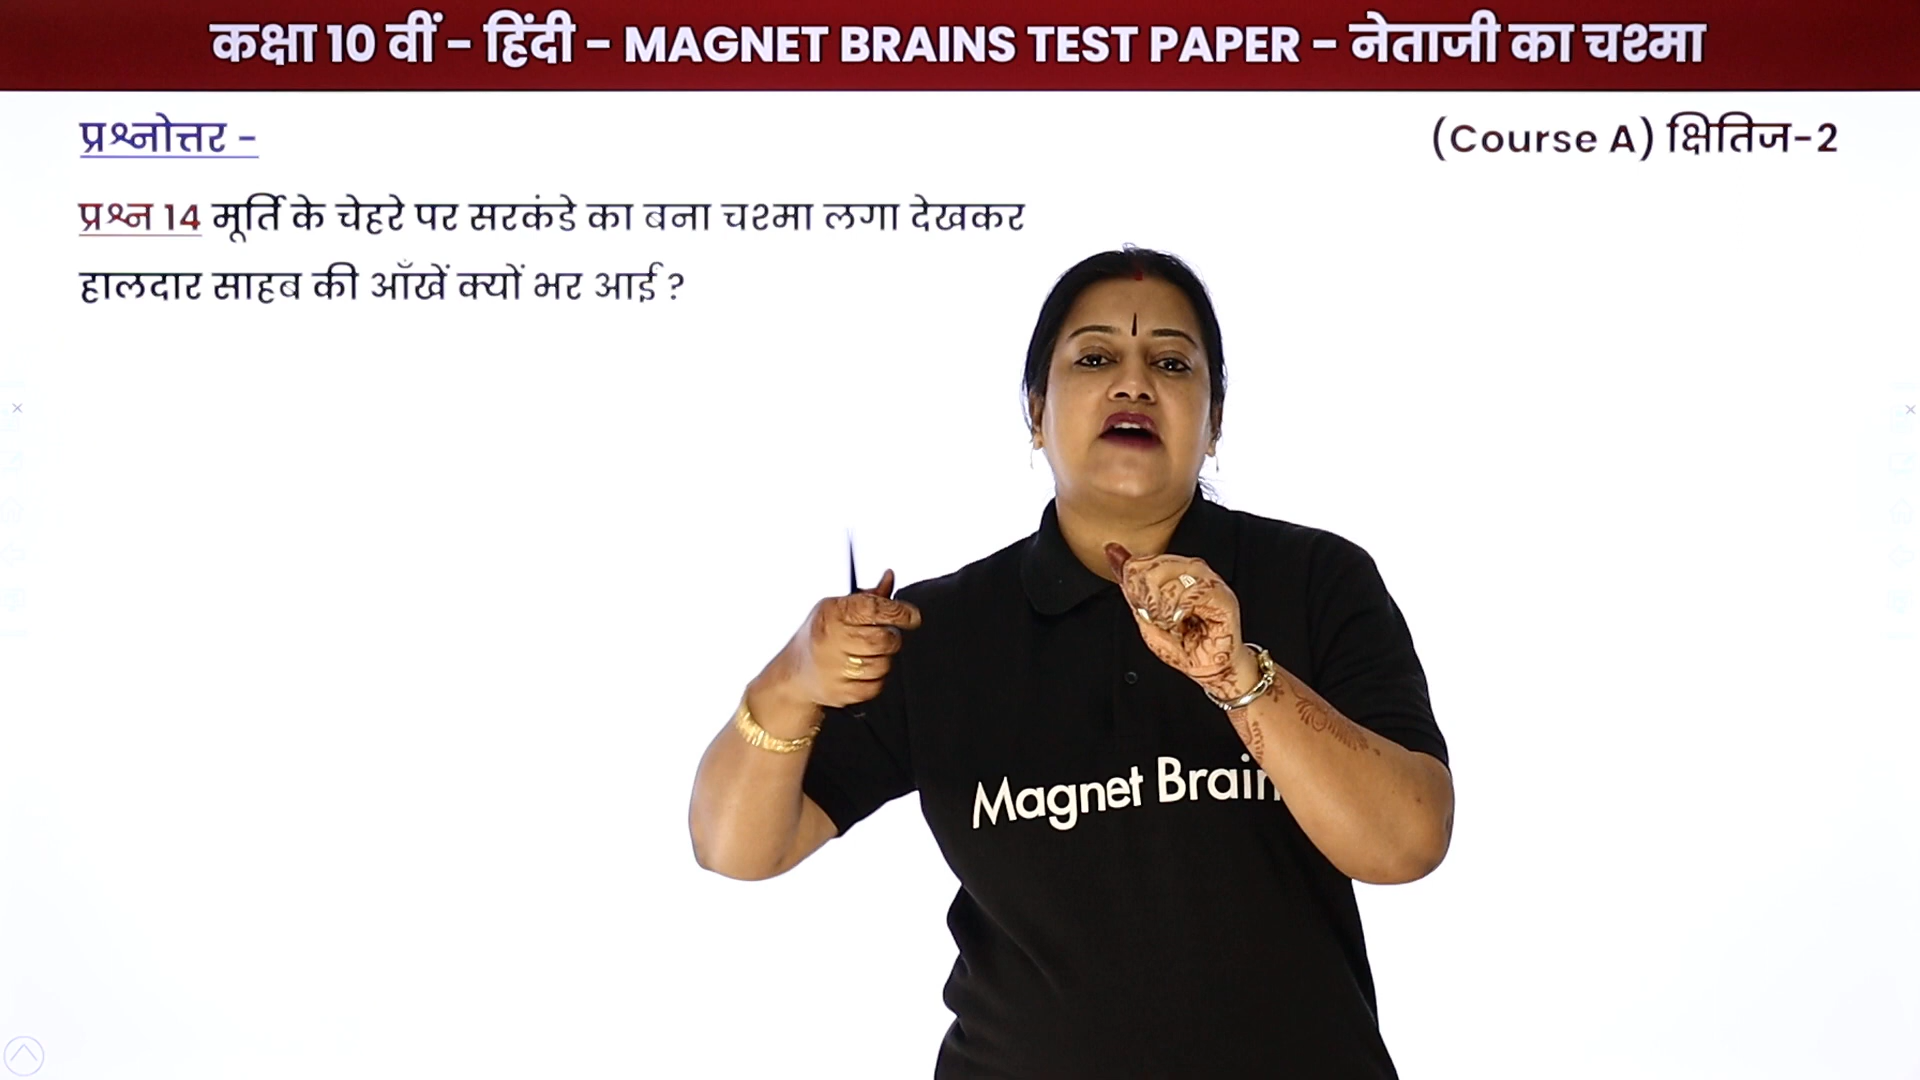 कक्षा 10 वीं - हिंदी - MAGNET BRAINS TEST PAPER - नेताजी का चश्मा
प्रश्नोत्तर -
(Course A) क्षितिज-2
प्रश्न 14 मूर्ति के चेहरे पर सरकंडे का बना चश्मा लगा देखकर
हालदार साहब की आँखें क्यों भर आई ?
Magnet Brain